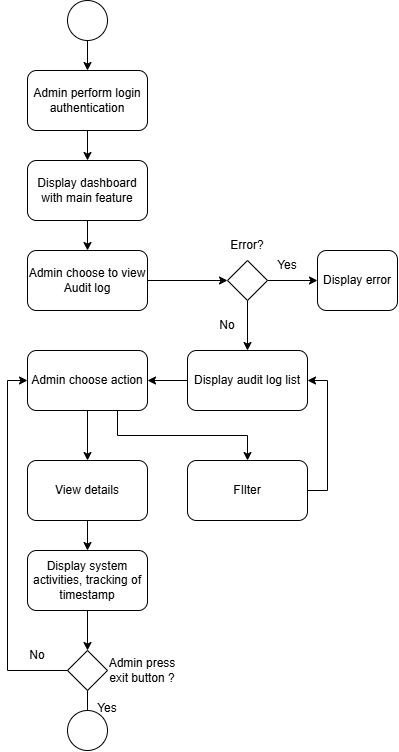 Admin perform login
authentication
Display dashboard
with main feature
Admin choose to view
Audit log
Error?
Yes
Display error
No
Admin choose action
Display audit log list
View details
FIlter
Display system
activities, tracking of
timestamp
No
Admin press
exit button ?
Yes